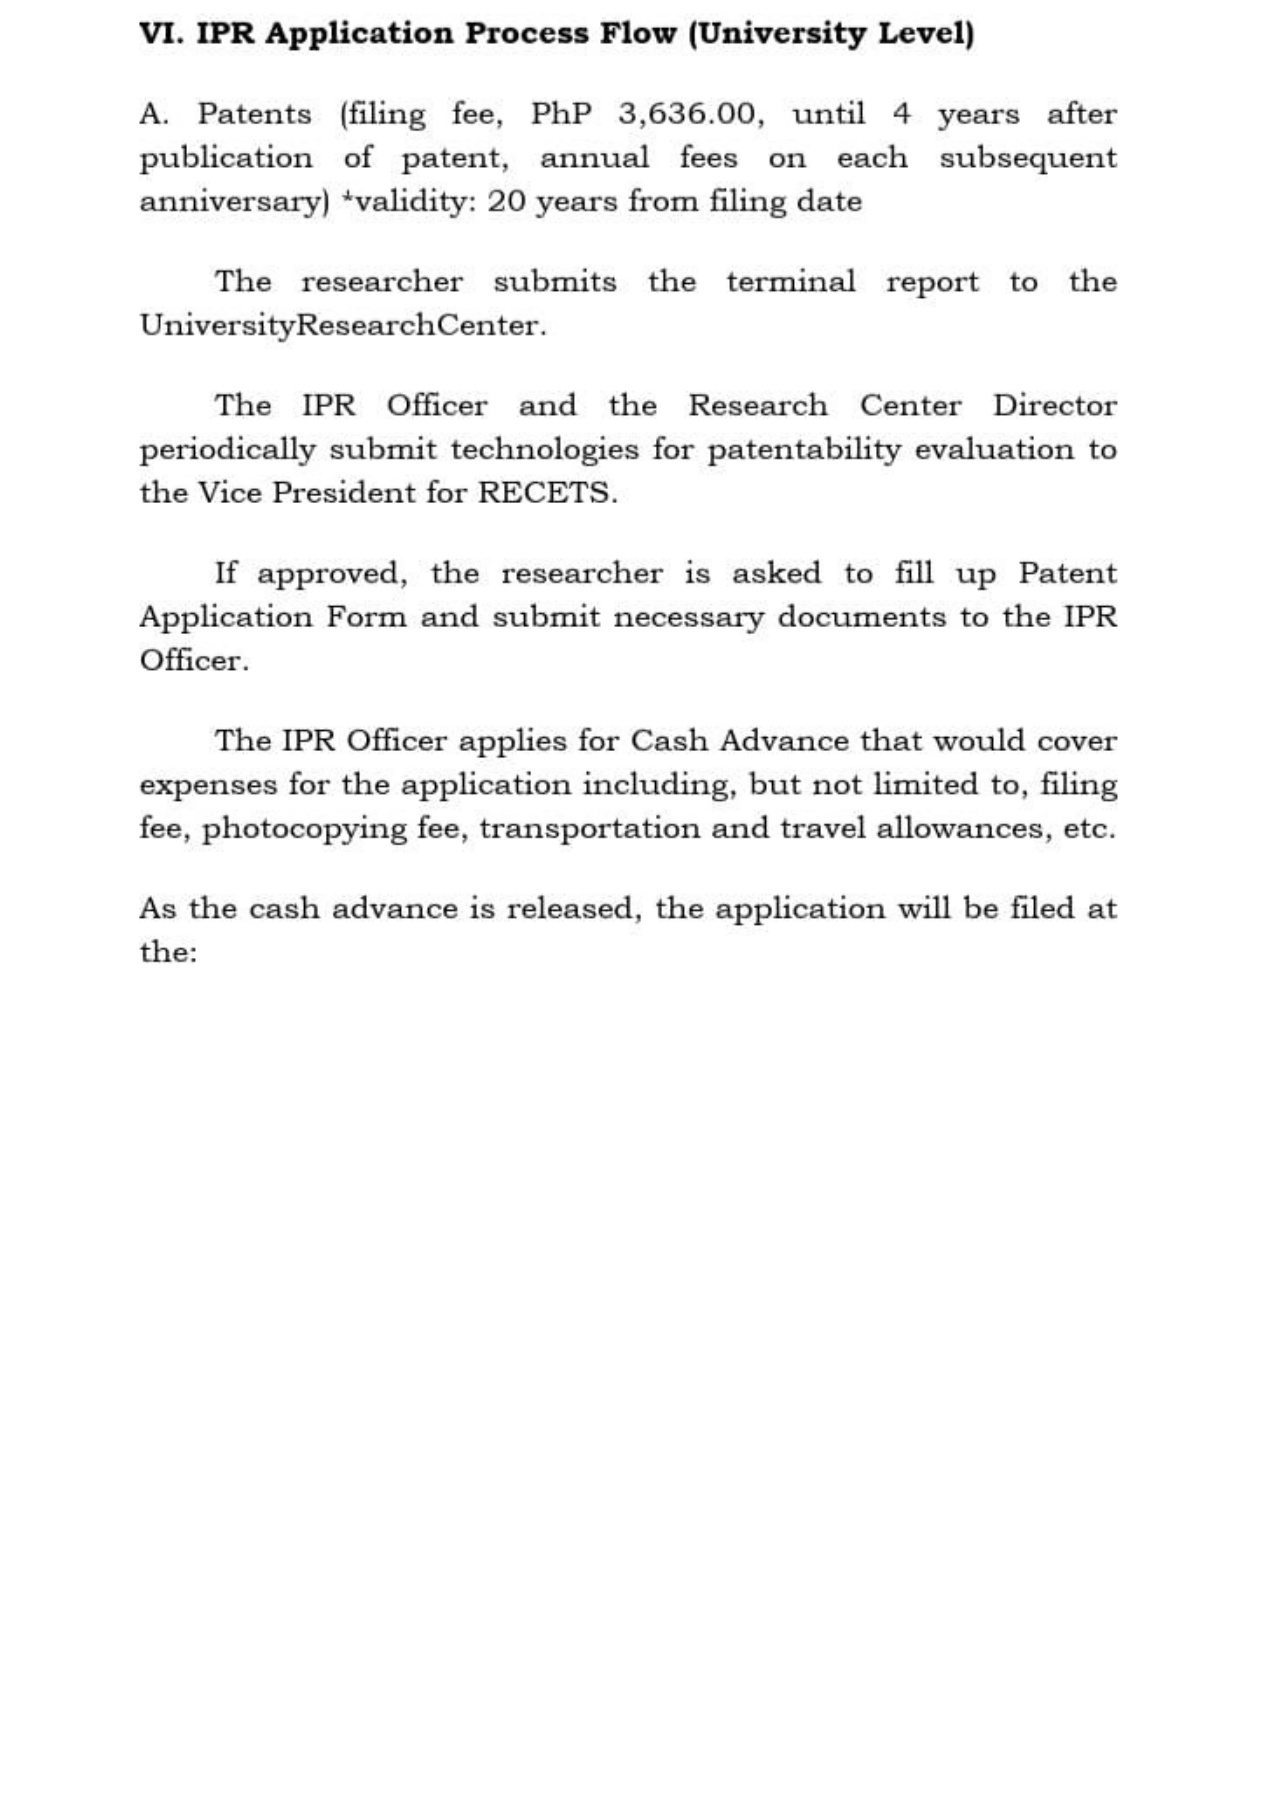 VI. IPR Application Process Flow (University Level)
A. Patents (filing fee, PhP 3,636.00, until 4 years after
publication of patent, annual fees on each subsequent
anniversary) *validity: 20 years from filing date
The researcher submits the terminal report to the
UniversityResearchCenter.
The IPR Officer and the Research Center Director
periodically submit technologies for patentability evaluation to
the Vice President for RECETS.
If approved, the researcher is asked to fill up Patent
Application Form and submit necessary documents to the IPR
Officer.
The IPR Officer applies for Cash Advance that would cover
expenses for the application including, but not limited to, filing
fee, photocopying fee, transportation and travel allowances, etc.
As the cash advance is released, the application will be filed at
the: